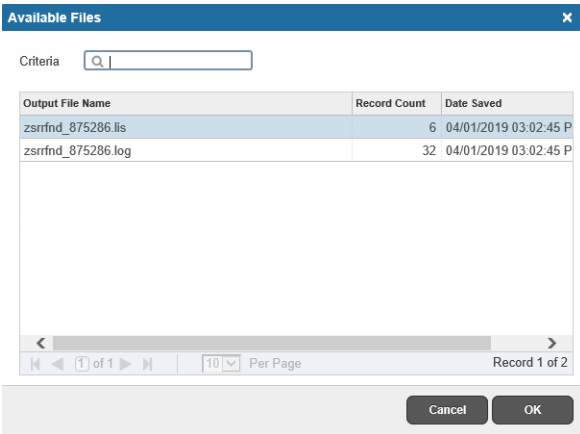 Available Files
Criteria
Output File Name Record Count Date Saved
zsrrfnd_875286.lis 6 04/01/2019 03:02:45 P
zsrrfnd_875286.log 32 04/01/2019 03:02:45 P
1 of 1 10 Per Page Record 1 of 2
Cancel OK